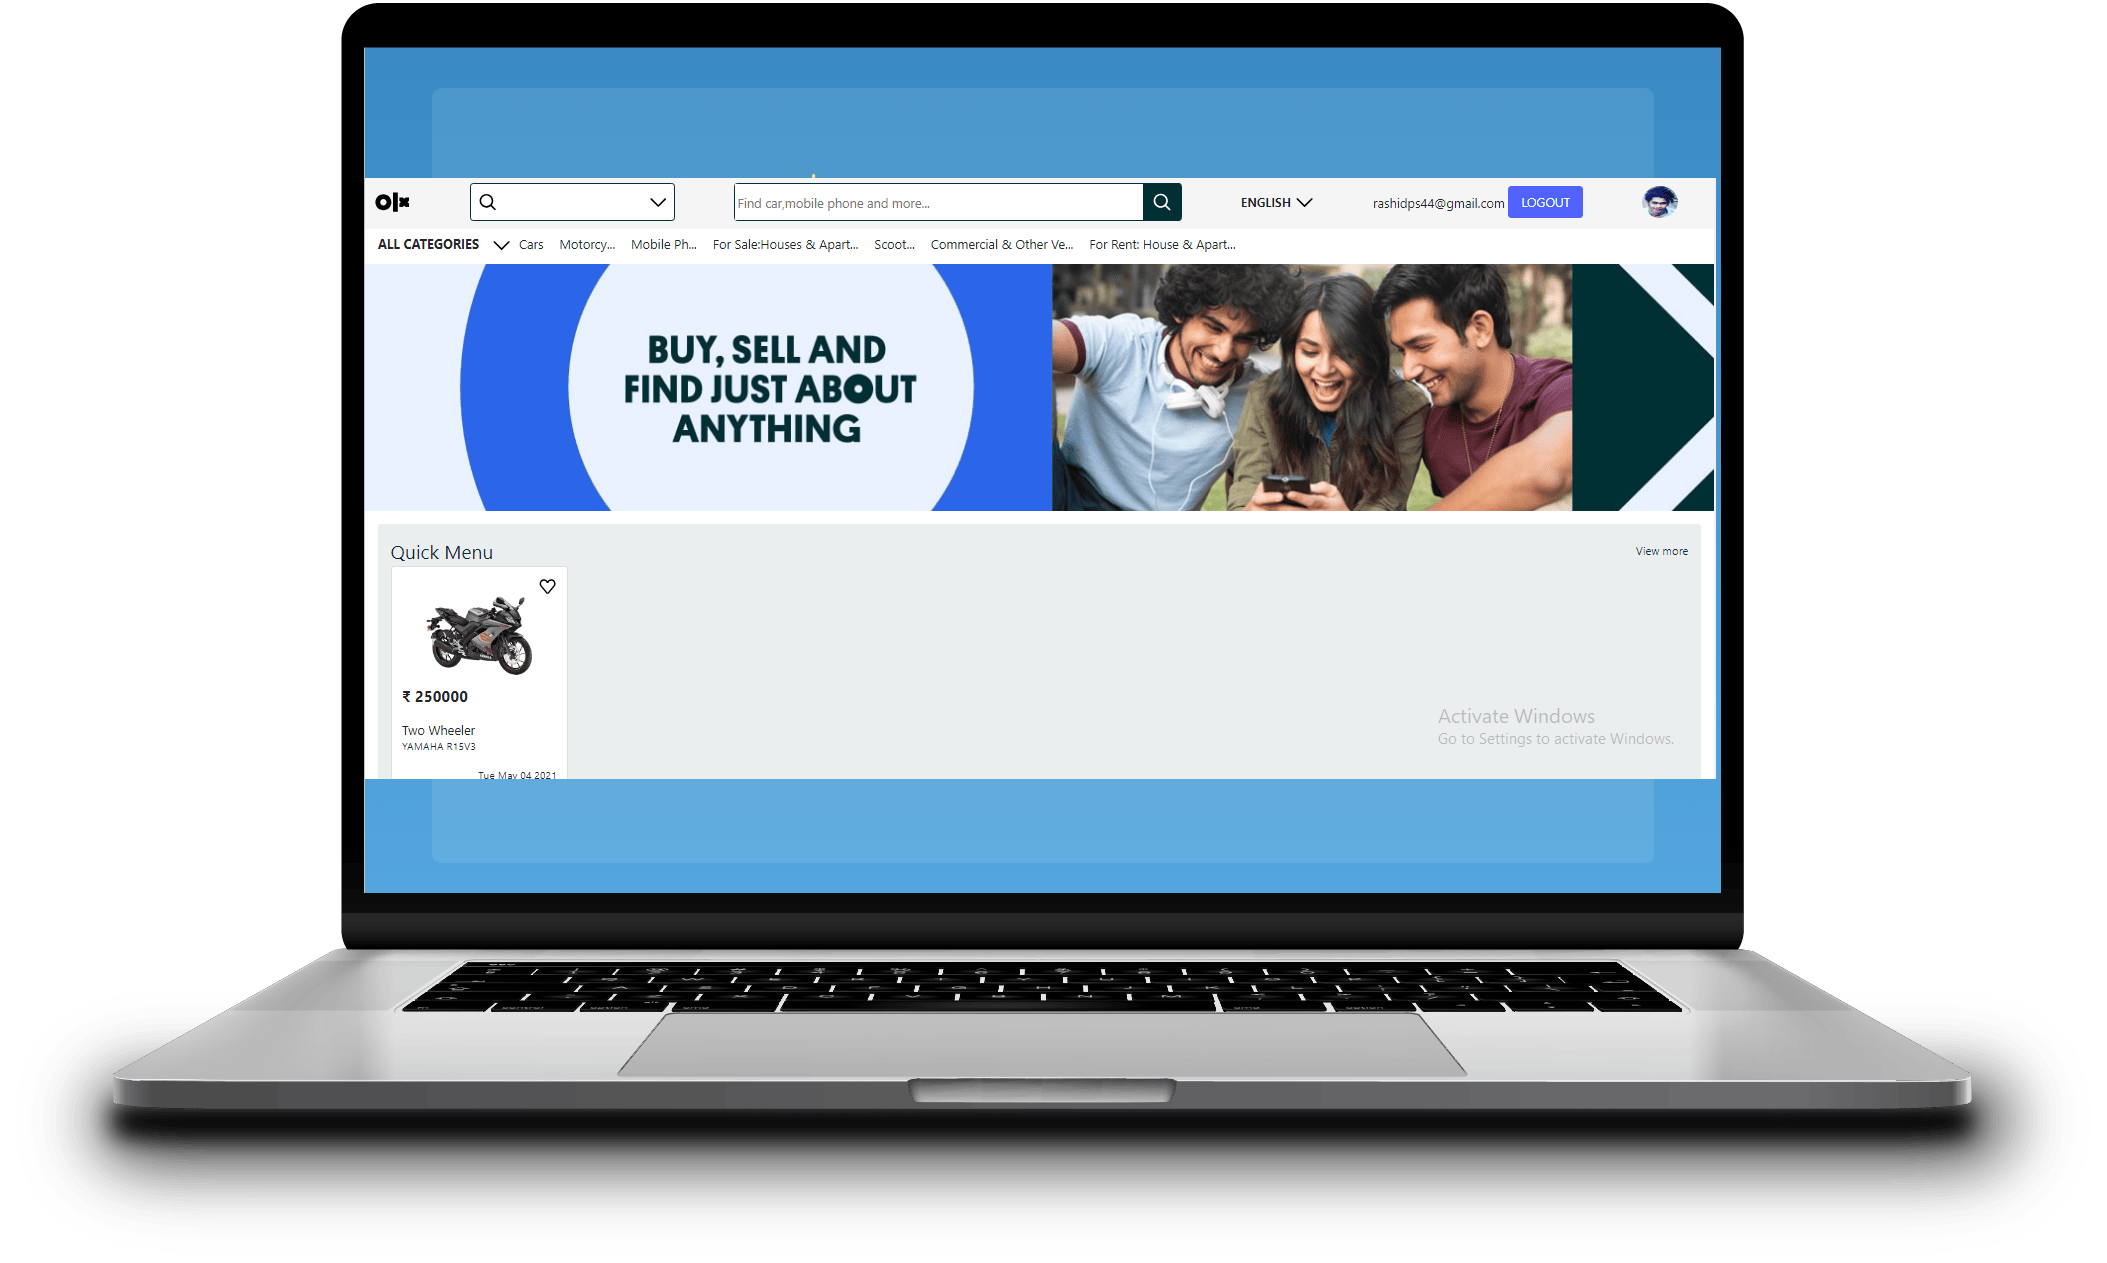 olx
Find car,mobile phone and more...
ENGLISH
rashidps44@gmail.com
LOGOUT
ALL CATEGORIES
Cars
Motorcy...
Mobile Ph...
For Sale:Houses & Apart...
Scoot...
Commercial & Other Ve...
For Rent: House & Apart...
BUY, SELL AND
FIND JUST ABOUT
ANYTHING
Quick Menu
View more
₹ 250000
Two Wheeler
YAMAHA R15V3
Tue May 04 2021
Activate Windows
Go to Settings to activate Windows.